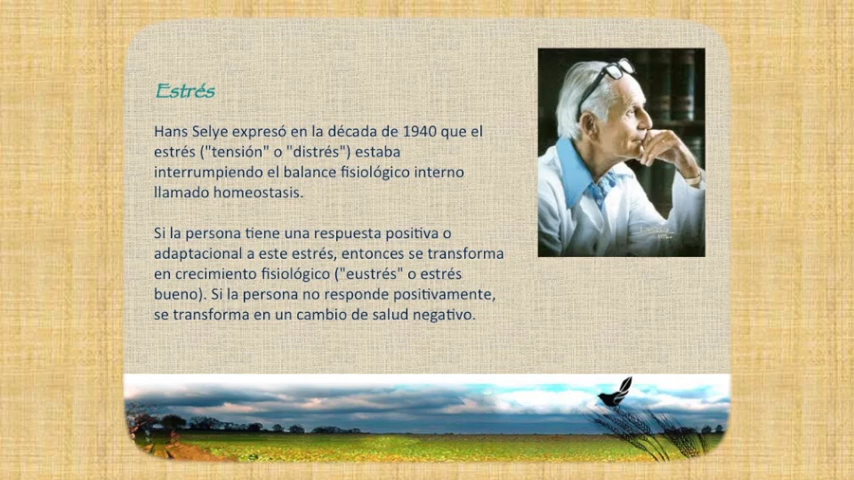 Estrés
Hans Selye expresó en la década de 1940 que el
estrés ("tensión" o "distrés") estaba
interrumpiendo el balance fisiológico interno
llamado homeostasis.
Si la persona tiene una respuesta positiva o
adaptacional a este estrés, entonces se transforma
en crecimiento fisiológico ("eustrés" o estrés
bueno). Si la persona no responde positivamente,
se transforma en un cambio de salud negativo.